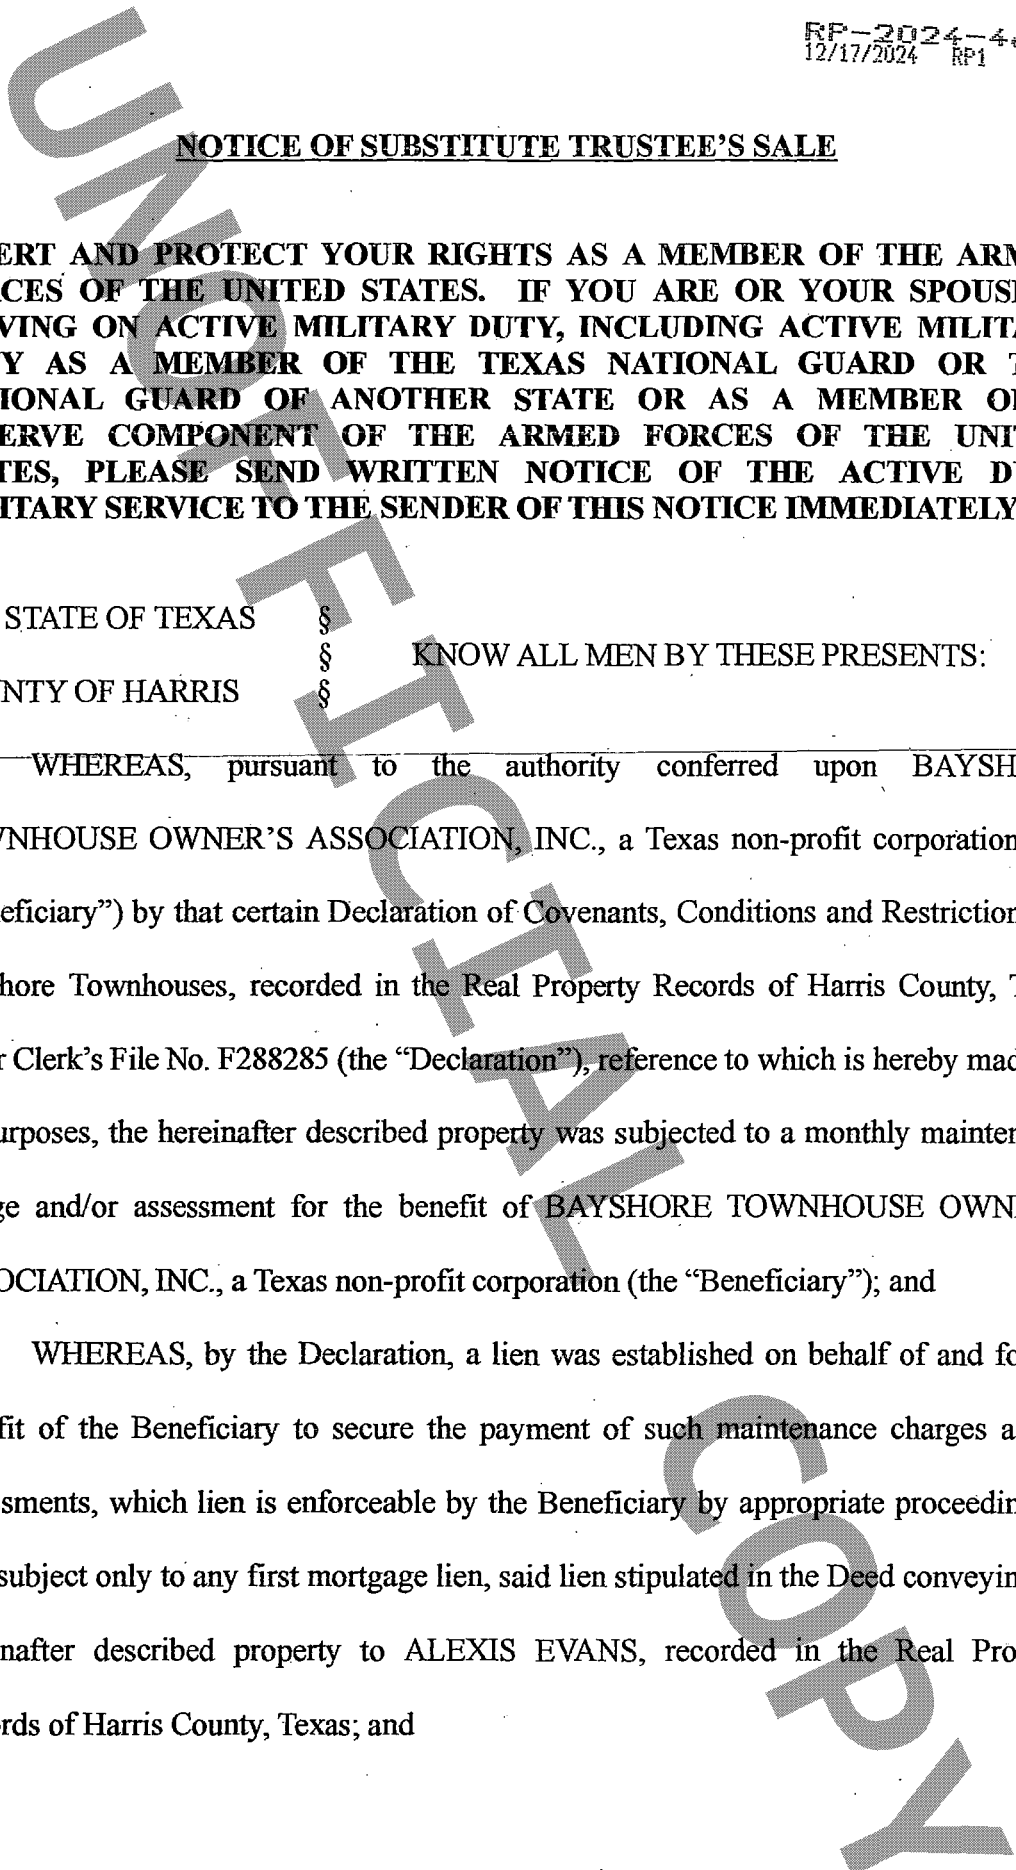 RP-2024-4
12/17/2024 RP1
NOTICE OF SUBSTITUTE TRUSTEE'S SALE
ERT AND PROTECT YOUR RIGHTS AS A MEMBER OF THE ARM
CES OF THE UNITED STATES. IF YOU ARE OR YOUR SPOUS
VING ON ACTIVE MILITARY DUTY, INCLUDING ACTIVE MILITA
Y AS A MEMBER OF THE TEXAS NATIONAL GUARD OR T
IONAL GUARD OF ANOTHER STATE OR AS A MEMBER O
ERVE COMPONENT OF THE ARMED FORCES OF THE UNI
TES, PLEASE SEND WRITTEN NOTICE OF THE ACTIVE D
ITARY SERVICE TO THE SENDER OF THIS NOTICE IMMEDIATELY
STATE OF TEXAS §
§ KNOW ALL MEN BY THESE PRESENTS:
NTY OF HARRIS §
WHEREAS, pursuant to the authority conferred upon BAYSH
NHOUSE OWNER'S ASSOCIATION, INC., a Texas non-profit corporation
eficiary") by that certain Declaration of Covenants, Conditions and Restriction
hore Townhouses, recorded in the Real Property Records of Harris County, T
r Clerk's File No. F288285 (the "Declaration"), reference to which is hereby mad
urposes, the hereinafter described property was subjected to a monthly mainten
ge and/or assessment for the benefit of BAYSHORE TOWNHOUSE OWN
OCIATION, INC., a Texas non-profit corporation (the "Beneficiary"); and
WHEREAS, by the Declaration, a lien was established on behalf of and fo
fit of the Beneficiary to secure the payment of such maintenance charges a
sments, which lien is enforceable by the Beneficiary by appropriate proceedin
subject only to any first mortgage lien, said lien stipulated in the Deed conveyin
nafter described property to ALEXIS EVANS, recorded in the Real Pro
rds of Harris County, Texas; and
UNOFFICIAL COPY